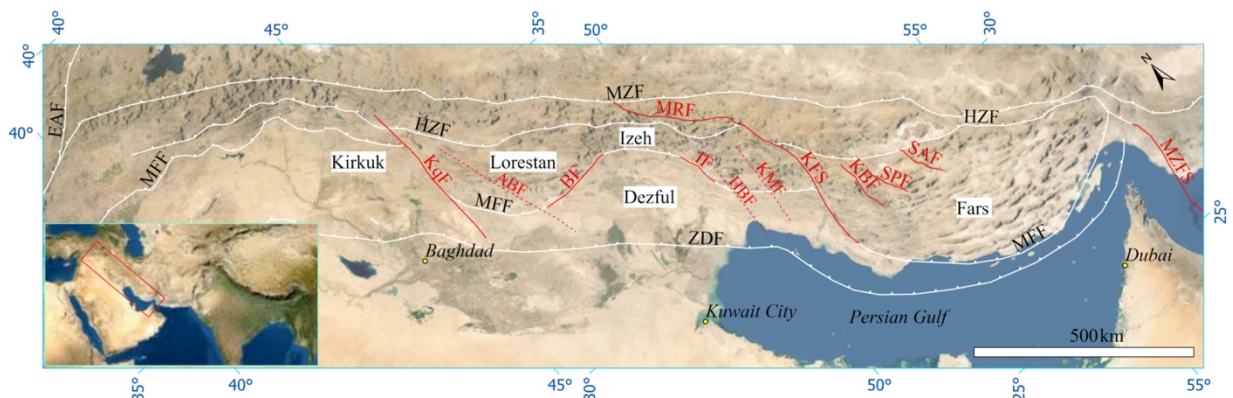 40°
45°
35°
50°
55°
30°
40°
N
EAF
MZF
MRF
HZF
40°
HZF
Izeh
MFF
Kirkuk
KgF
Lorestan
ABF
BF
IF
KMF
KFS
KBF
SAF
SPF
MZFS
Dezful
HBF
MFF
Fars
25°
ZDF
MFF
Baghdad
Dubai
Kuwait City
Persian Gulf
500km
35°
40°
45°
30°
50°
25°
55°